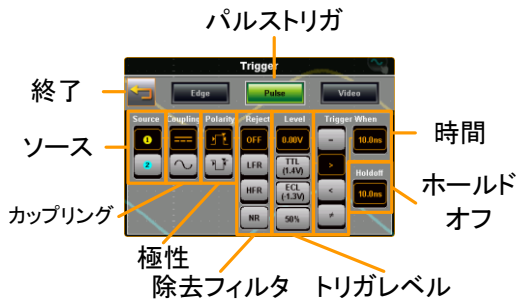 パルストリガ
Trigger
終了
Edge
Pulse
Video
Source
Coupling
Polarity
Reject
Level
Trigger When
ソース
1
OFF
0.00V
=
10.0ns
時間
2
LFR
TTL
(1.4V)
>
Holdoff
ホールド
オフ
HFR
ECL
(-1.3V)
<
10.0ns
カップリング
NR
50%
≠
極性
除去フィルタ
トリガレベル